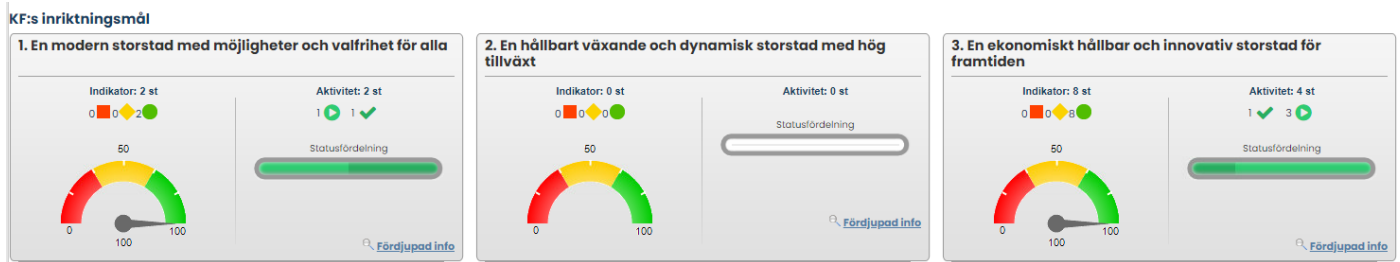 KF:s inriktningsmål
1. En modern storstad med möjligheter och valfrihet för alla
Indikator: 2 st
0 0 2
50
0 100
100
Aktivitet: 2 st
1 1
Statusfördelning
Fördjupad info
2. En hållbart växande och dynamisk storstad med hög
tillväxt
Indikator: 0 st
0 0 0
50
0 100
Aktivitet: 0 st
Statusfördelning
Fördjupad info
3. En ekonomiskt hållbar och innovativ storstad för
framtiden
Indikator: 8 st
0 0 8
50
0 100
100
Aktivitet: 4 st
1 3
Statusfördelning
Fördjupad info